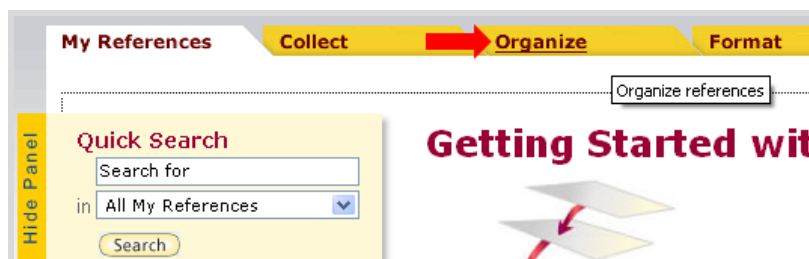 My References Collect Organize Format
Organize references
Hide Panel
Quick Search
Search for
in All My References
Search
Getting Started